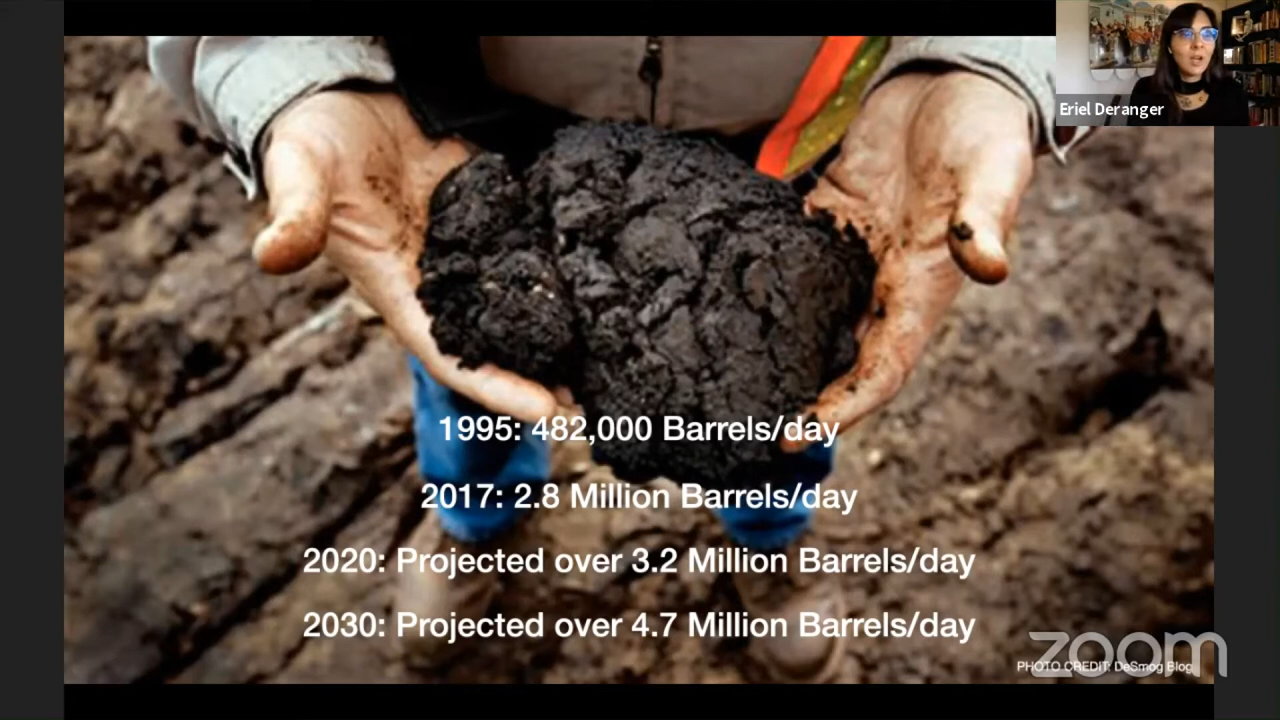 Eriel Deranger
1995: 482,000 Barrels/day
2017: 2.8 Million Barrels/day
2020: Projected over 3.2 Million Barrels/day
2030: Projected over 4.7 Million Barrels/day
zoom
PHOTO CREDIT: DeSmog Blog